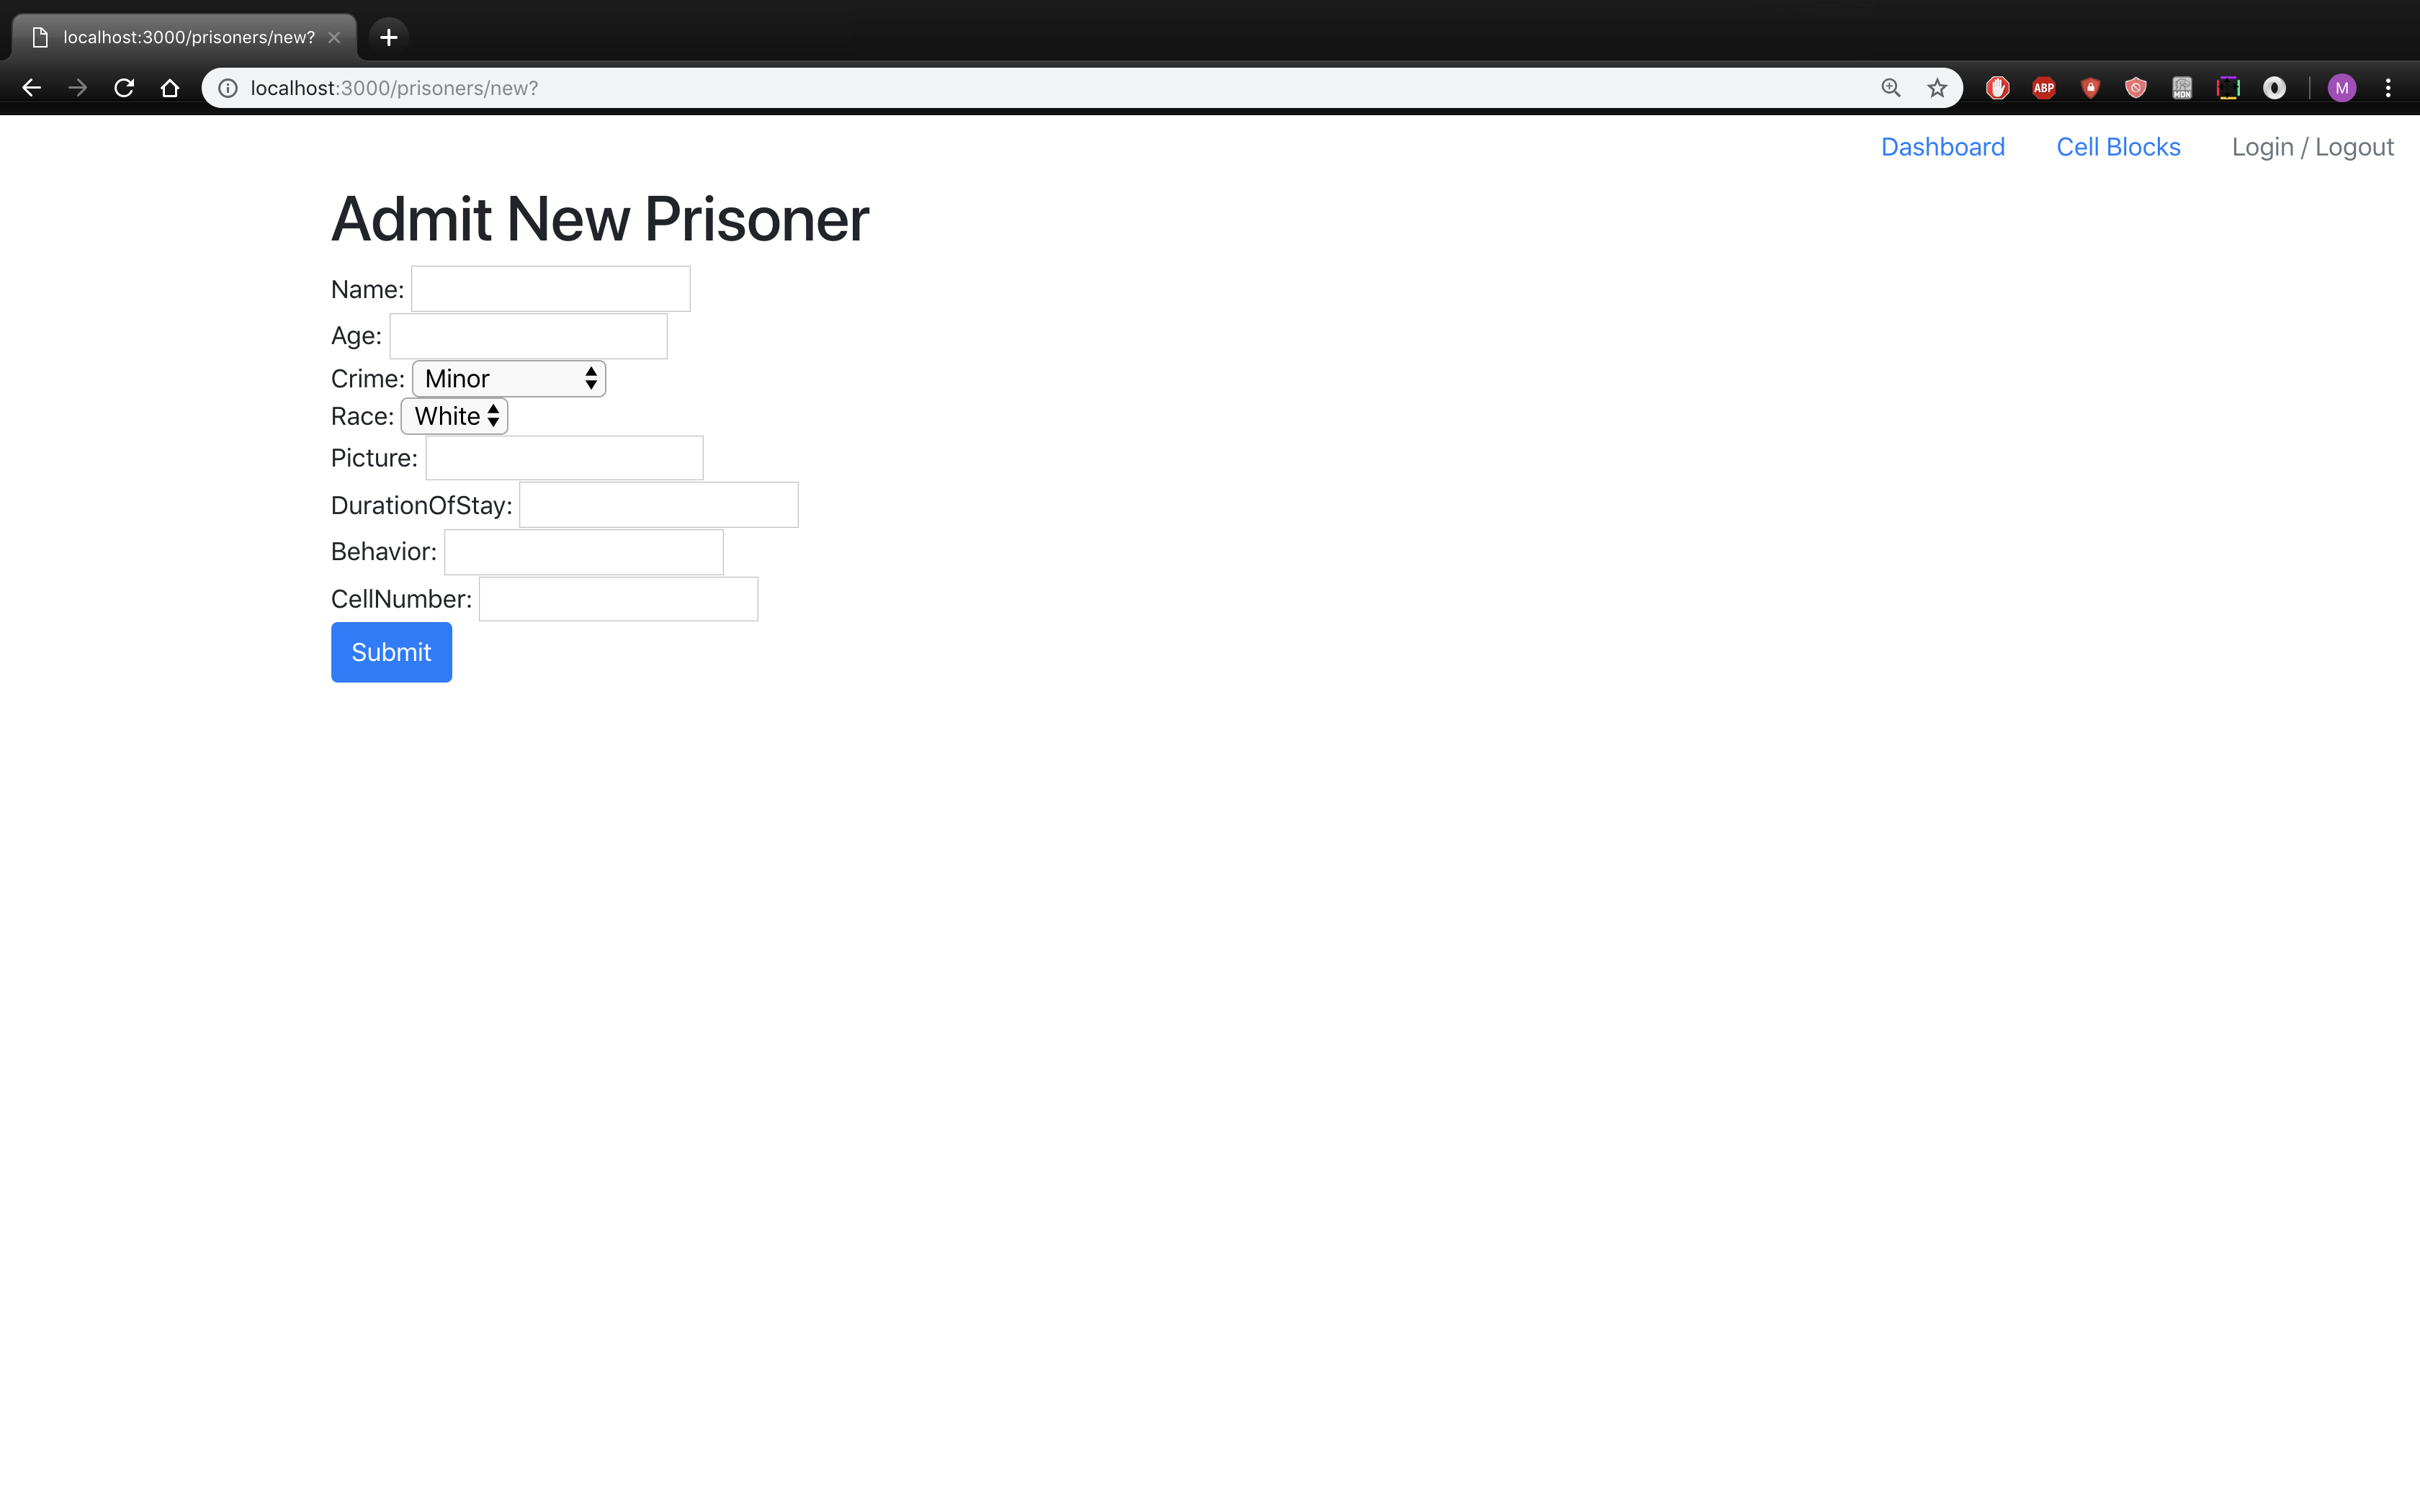 localhost:3000/prisoners/new?
localhost:3000/prisoners/new?
ABP
MDN
M
Dashboard Cell Blocks Login / Logout
Admit New Prisoner
Name:
Age:
Crime: Minor
Race: White
Picture:
DurationOfStay:
Behavior:
CellNumber:
Submit